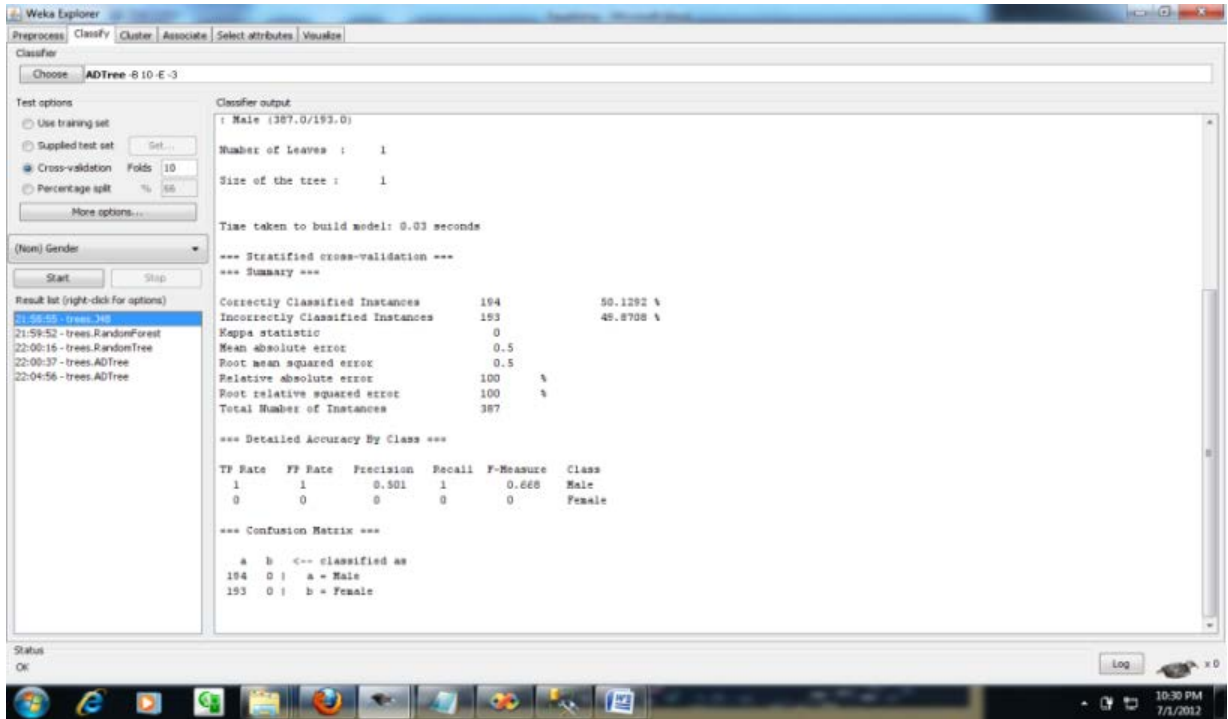 Weka Explorer
Preprocess Classify Cluster Associate Select attributes Visualize
Classifier
Choose ADTree -B 10 -E -3
Test options
Use training set
Supplied test set Set...
Cross-validation Folds 10
Percentage split % 66
More options...
(Nom) Gender
Start Stop
Result list (right-click for options)
21:58:55 - trees.J48
21:59:52 - trees.RandomForest
22:00:16 - trees.RandomTree
22:00:37 - trees.ADTree
22:04:56 - trees.ADTree
Classifier output
: Male (387.0/193.0)
Number of Leaves : 1
Size of the tree : 1
Time taken to build model: 0.03 seconds
=== Stratified cross-validation ===
=== Summary ===
Correctly Classified Instances 194 50.1292 %
Incorrectly Classified Instances 193 49.8708 %
Kappa statistic 0
Mean absolute error 0.5
Root mean squared error 0.5
Relative absolute error 100 %
Root relative squared error 100 %
Total Number of Instances 387
=== Detailed Accuracy By Class ===
TP Rate FP Rate Precision Recall F-Measure Class
1 1 0.501 1 0.668 Male
0 0 0 0 0 Female
=== Confusion Matrix ===
a b <-- classified as
194 0 | a = Male
193 0 | b = Female
Status
OK
Log x 0
10:30 PM
7/1/2012